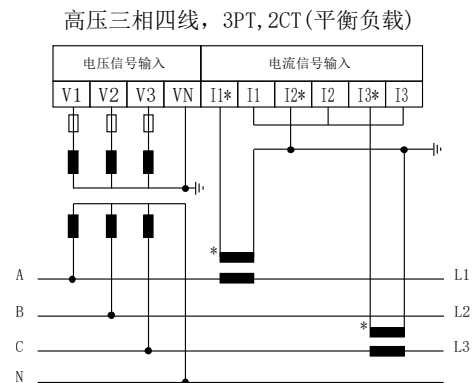 高压三相四线，3PT,2CT(平衡负载)
电压信号输入 电流信号输入
V1 V2 V3 VN I1* I1 I2* I2 I3* I3
*
A L1
B L2
*
C L3
N